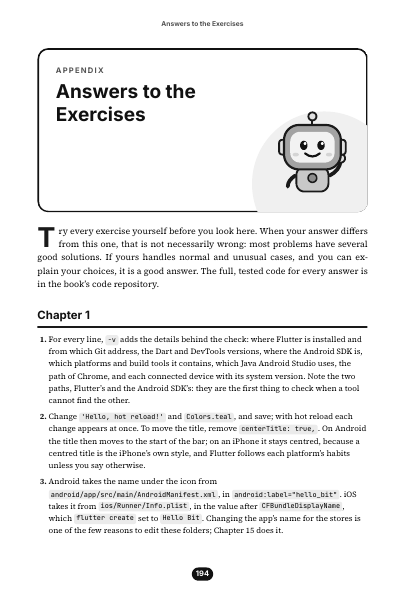 Answers to the Exercises
APPENDIX
Answers to the
Exercises
Try every exercise yourself before you look here. When your answer differs
from this one, that is not necessarily wrong: most problems have several
good solutions. If yours handles normal and unusual cases, and you can ex-
plain your choices, it is a good answer. The full, tested code for every answer is
in the book's code repository.
Chapter 1
1. For every line, -v adds the details behind the check: where Flutter is installed and
from which Git address, the Dart and DevTools versions, where the Android SDK is,
which platforms and build tools it contains, which Java Android Studio uses, the
path of Chrome, and each connected device with its system version. Note the two
paths, Flutter's and the Android SDK's: they are the first thing to check when a tool
cannot find the other.
2. Change 'Hello, hot reload!' and Colors.teal, and save; with hot reload each
change appears at once. To move the title, remove centerTitle: true,. On Android
the title then moves to the start of the bar; on an iPhone it stays centred, because a
centred title is the iPhone's own style, and Flutter follows each platform's habits
unless you say otherwise.
3. Android takes the name under the icon from
android/app/src/main/AndroidManifest.xml, in android:label="hello_bit". iOS
takes it from ios/Runner/Info.plist, in the value after CFBundleDisplayName,
which flutter create set to Hello Bit. Changing the app's name for the stores is
one of the few reasons to edit these folders; Chapter 15 does it.
194